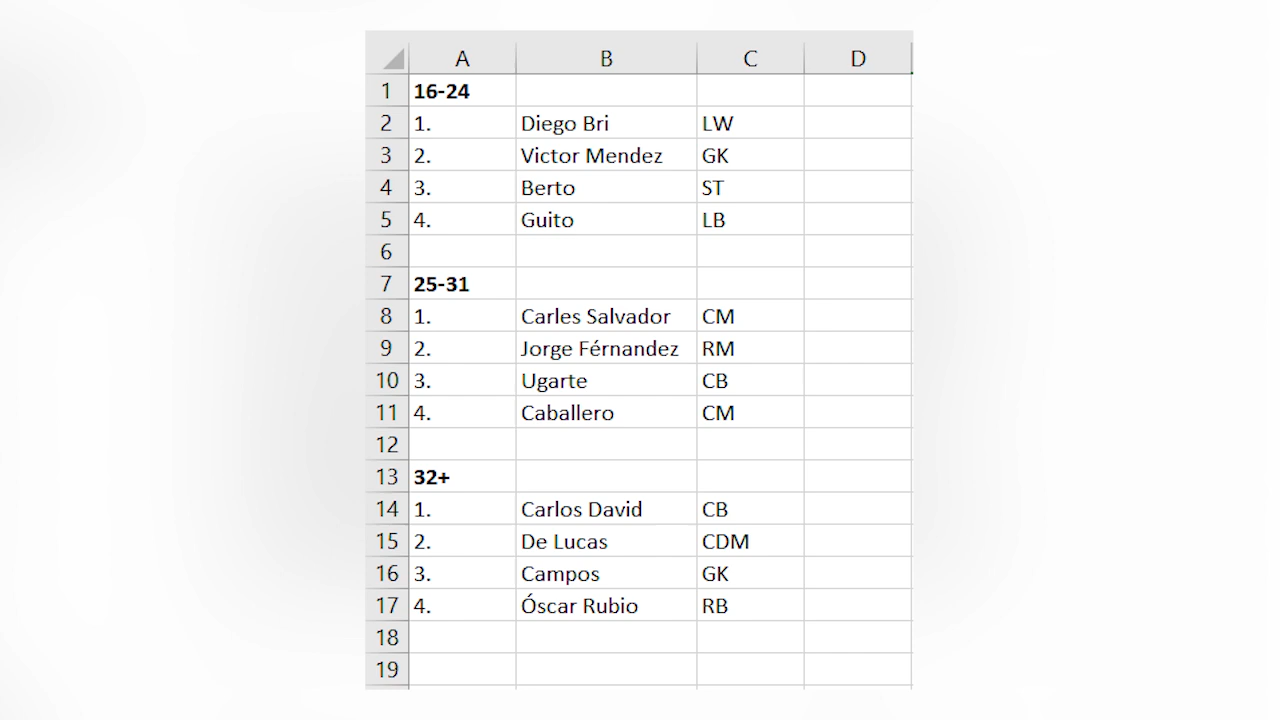 A B C D
1 16-24
2 1. Diego Bri LW
3 2. Victor Mendez GK
4 3. Berto ST
5 4. Guito LB
6
7 25-31
8 1. Carles Salvador CM
9 2. Jorge Férnandez RM
10 3. Ugarte CB
11 4. Caballero CM
12
13 32+
14 1. Carlos David CB
15 2. De Lucas CDM
16 3. Campos GK
17 4. Óscar Rubio RB
18
19